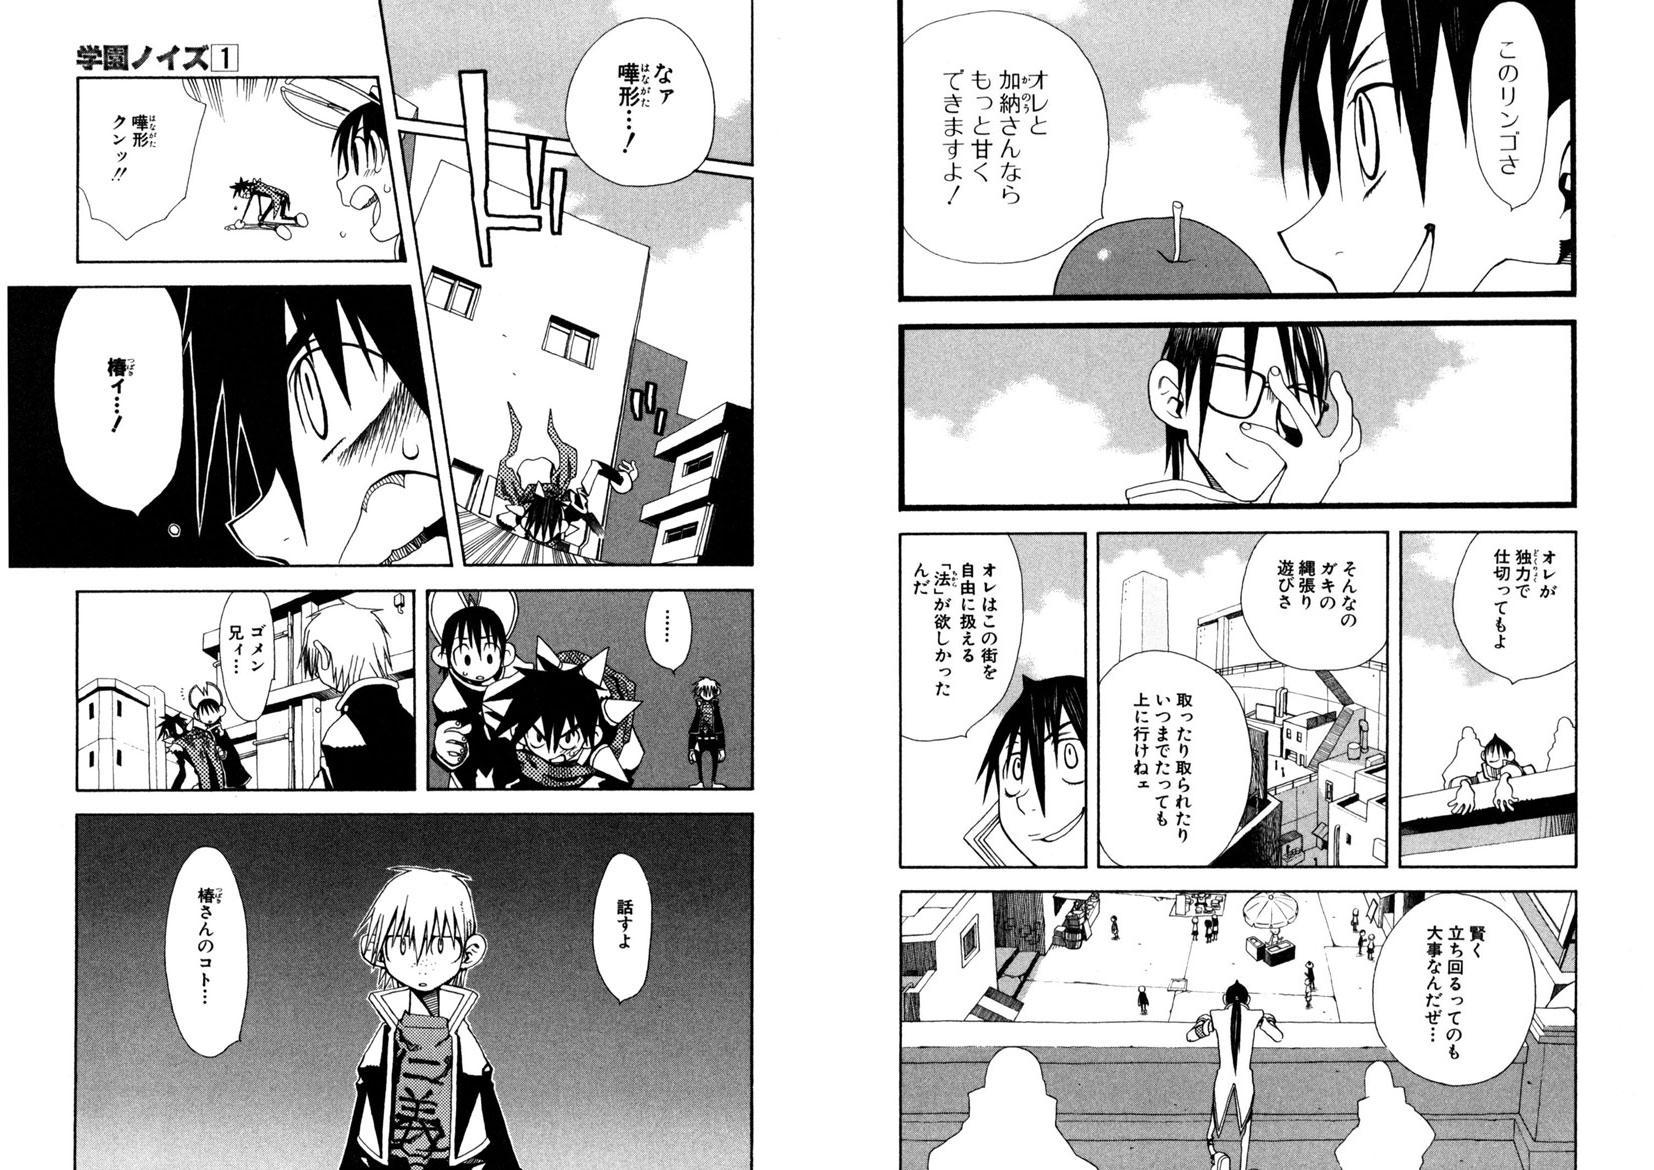 このリンゴさ
オレと
加納さんなら
もっと甘く
できますよ！
オレが
独力で
仕切ってもよ
そんなの
ガキの
縄張り
遊びさ
取ったり取られたり
いつまでたっても
上に行けねェ
オレはこの街を
自由に扱える
「法」が欲しかった
んだ
賢く
立ち回るってのも
大事なんだぜ…
学園ノイズ1
なァ
嘩形…！
嘩形
クンッ!!
椿ィ…！
……
ゴメン
兄ィ…
話すよ
椿さんのコト…
仁義